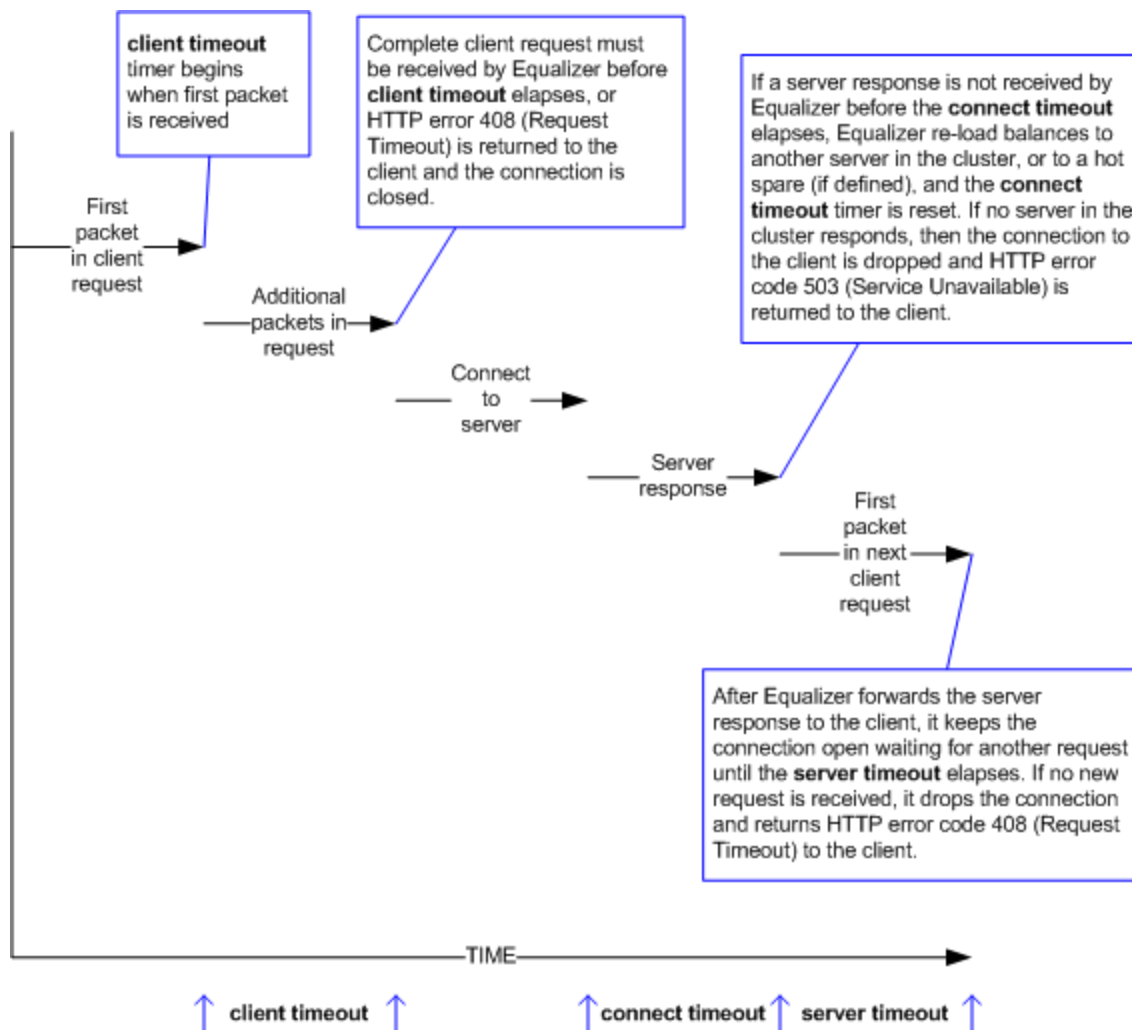 client timeout
timer begins
when first packet
is received
Complete client request must
be received by Equalizer before
client timeout elapses, or
HTTP error 408 (Request
Timeout) is returned to the
client and the connection is
closed.
If a server response is not received by
Equalizer before the connect timeout
elapses, Equalizer re-load balances to
another server in the cluster, or to a hot
spare (if defined), and the connect
timeout timer is reset. If no server in the
cluster responds, then the connection to
the client is dropped and HTTP error
code 503 (Service Unavailable) is
returned to the client.
First
packet
in client
request
Additional
packets in
request
Connect
to
server
Server
response
First
packet
in next
client
request
After Equalizer forwards the server
response to the client, it keeps the
connection open waiting for another request
until the server timeout elapses. If no new
request is received, it drops the connection
and returns HTTP error code 408 (Request
Timeout) to the client.
TIME
client timeout
connect timeout
server timeout